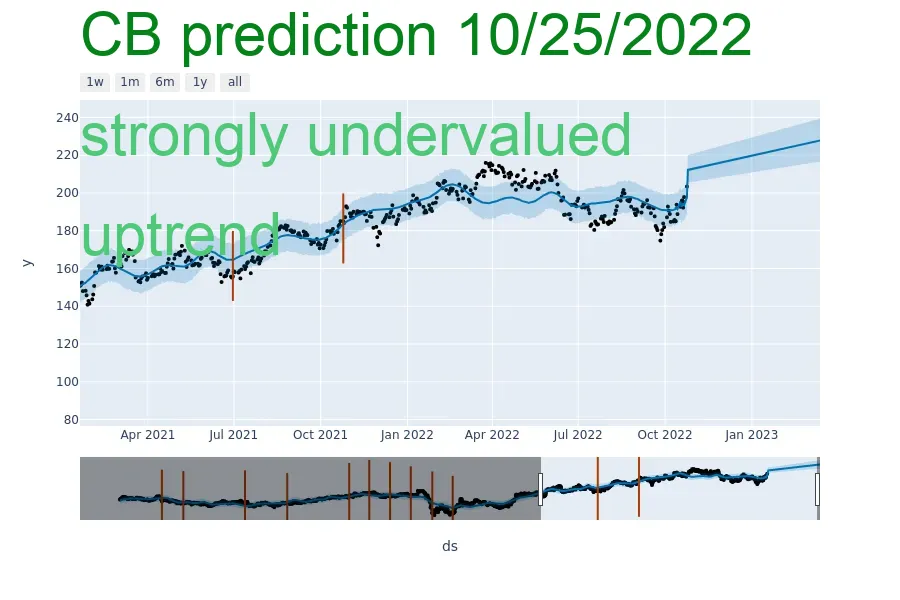 CB prediction 10/25/2022
1w 1m 6m 1y all
strongly undervalued
uptrend
240
220
200
180
160
140
120
100
80
y
Apr 2021 Jul 2021 Oct 2021 Jan 2022 Apr 2022 Jul 2022 Oct 2022 Jan 2023
ds